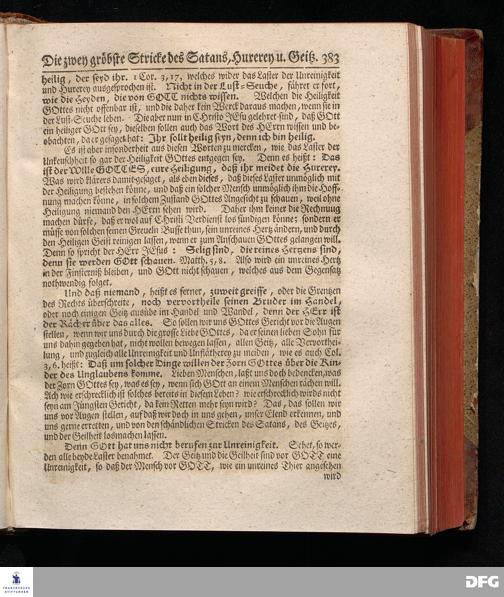 Die zwey gröbste Stricke des Satans, Hurerey u. Geitz. 383
heilig, der seyd ihr. 1 Cor. 3, 17, welches wider das Laster der Unreinigkeit
und Hurerey ausgesprochen ist. Nicht in der Lust-Seuche, führet er fort,
wie die Heyden, die von GOTT nichts wissen. Welchen die Heiligkeit
GOttes nicht offenbar ist, und die daher kein Werck daraus machen, wenn sie in
der Lust-Seuche leben. Die aber nun in CHristo JEsu gelehret sind, daß GOtt
ein heiliger GOtt sey, dieselben sollen auch das Wort des HErrn wissen und be-
obachten, da er gesaget hat: Ihr sollt heilig seyn, denn ich bin heilig.
Es ist aber insonderheit aus diesen Worten zu mercken, wie das Laster der
Unkeuschheit so gar der Heiligkeit GOttes entgegen sey. Denn es heißt: Das
ist der Wille GOTTES, eure Heiligung, daß ihr meidet die Hurerey.
Was wird klärers damit gesaget, als eben dieses, daß dieses Laster unmöglich mit
der Heiligung bestehen könne, und daß ein solcher Mensch unmöglich ihm die Hoff-
nung machen könne, in solchem Zustand GOttes Angesicht zu schauen, weil ohne
Heiligung niemand den HErrn sehen wird. Daher ihm keiner die Rechnung
machen dürfe, daß er wol auf Christi Verdienst los sündigen könne: sondern er
müsse von solchen seinen Greueln Busse thun, sein unreines Hertz ändern, und durch
den Heiligen Geist reinigen lassen, wenn er zum Anschauen GOttes gelangen will.
Denn so spricht der HErr JEsus: Selig sind, die reines Hertzens sind,
denn sie werden GOtt schauen. Matth. 5, 8. Also wird ein unreines Hertz
in der Finsterniß bleiben, und GOtt nicht schauen, welches aus dem Gegensatz
nothwendig folget.
Und daß niemand, heißt es ferner, zuweit greiffe, oder die Grentzen
des Rechts überschreite, noch vervortheile seinen Bruder im Handel,
oder noch einigen Geitz ausübe im Handel und Wandel, denn der HErr ist
der Rächer über das alles. So sollen wir uns GOttes Gericht vor die Augen
stellen, wenn wir uns durch die grosse Liebe GOttes, da er seinen lieben Sohn für
uns dahin gegeben hat, nicht wollen bewegen lassen, allen Geitz, alle Vervorthei-
lung, und zugleich alle Unreinigkeit und Unfläterey zu meiden, wie es auch Col.
3, 6. heißt: Daß um solcher Dinge willen der Zorn GOttes über die Kin-
der des Unglaubens komme. Lieben Menschen, laßt uns doch bedencken, was
der Zorn GOttes sey, was es sey, wenn sich GOtt an einem Menschen rächen will.
Ach wie erschrecklich ist solches bereits in diesem Leben? wie erschrecklich wirds nicht
seyn am Jüngsten Gericht, da kein Retten mehr seyn wird? Das, das sollen wir
uns vor Augen stellen, auf daß wir doch in uns gehen, unser Elend erkennen, und
uns gerne erretten, und von den schändlichen Stricken des Satans, des Geitzes,
und der Geilheit losmachen lassen.
Denn GOtt hat uns nicht berufen zur Unreinigkeit. Sehet, so wer-
den alle beyde Laster benahmet. Der Geitz und die Geilheit sind vor GOTT eine
Unreinigkeit, so daß der Mensch vor GOTT, wie ein unreines Thier angesehen
wird
FRANCKESCHE
STIFTUNGEN
DFG